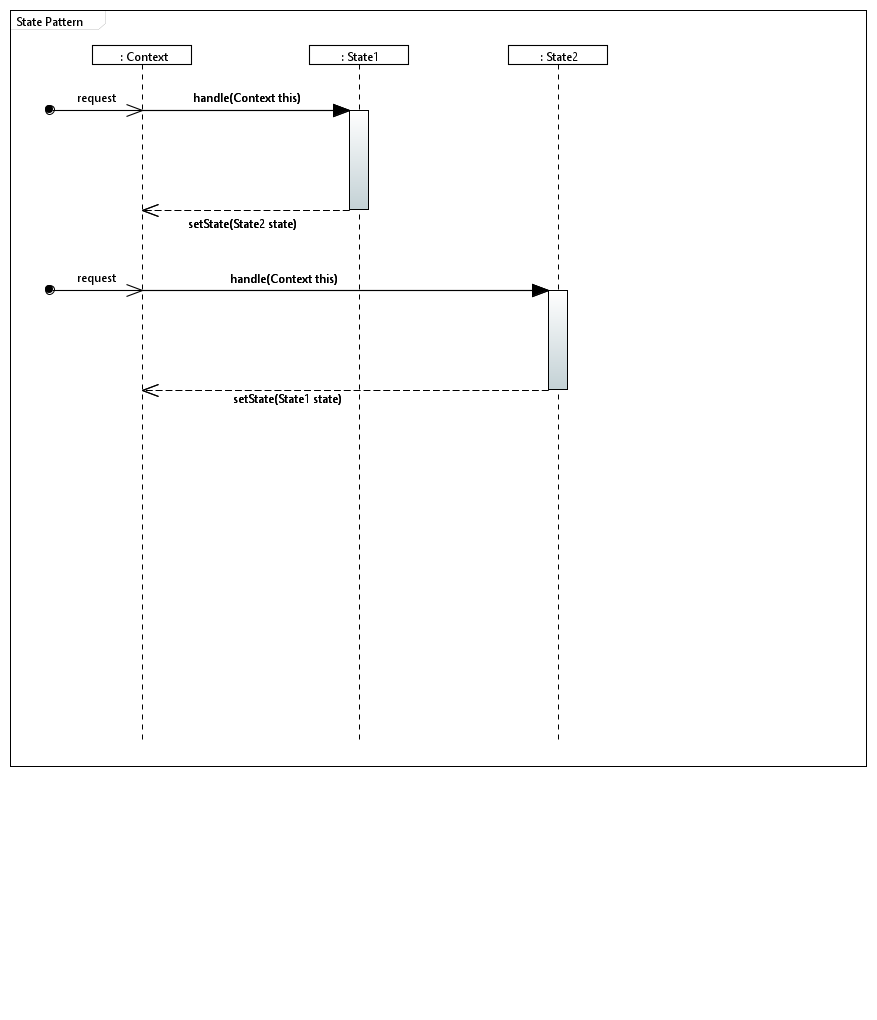 State Pattern
: Context
: State1
: State2
request
handle(Context this)
setState(State2 state)
request
handle(Context this)
setState(State1 state)